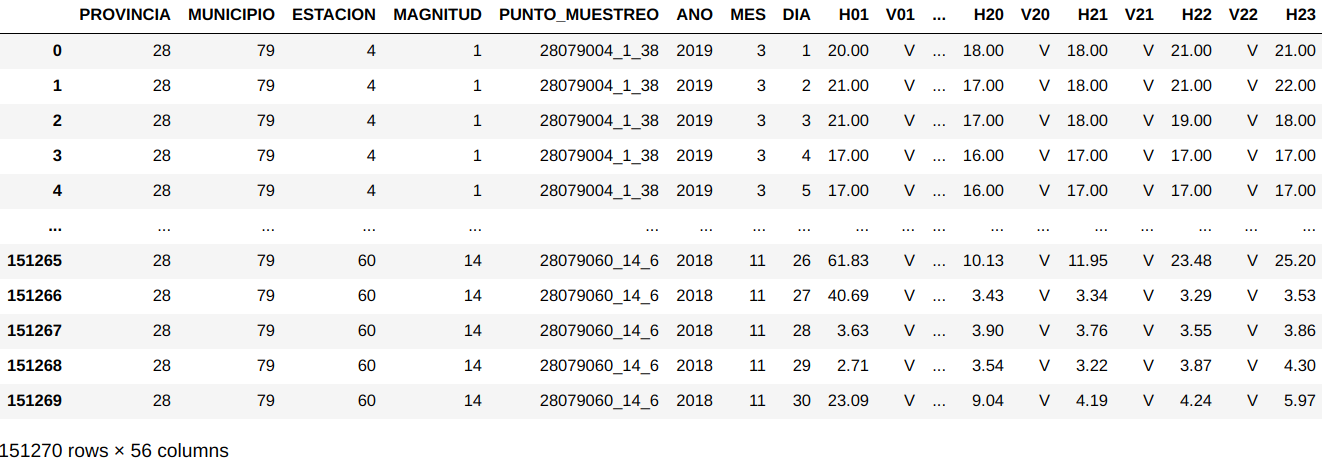 PROVINCIA MUNICIPIO ESTACION MAGNITUD PUNTO_MUESTREO ANO MES DIA H01 V01 ... H20 V20 H21 V21 H22 V22 H23
0 28 79 4 1 28079004_1_38 2019 3 1 20.00 V ... 18.00 V 18.00 V 21.00 V 21.00
1 28 79 4 1 28079004_1_38 2019 3 2 21.00 V ... 17.00 V 18.00 V 21.00 V 22.00
2 28 79 4 1 28079004_1_38 2019 3 3 21.00 V ... 17.00 V 18.00 V 19.00 V 18.00
3 28 79 4 1 28079004_1_38 2019 3 4 17.00 V ... 16.00 V 17.00 V 17.00 V 17.00
4 28 79 4 1 28079004_1_38 2019 3 5 17.00 V ... 16.00 V 17.00 V 17.00 V 17.00
... ... ... ... ... ... ... ... ... ... ... ... ... ... ... ... ... ... ...
151265 28 79 60 14 28079060_14_6 2018 11 26 61.83 V ... 10.13 V 11.95 V 23.48 V 25.20
151266 28 79 60 14 28079060_14_6 2018 11 27 40.69 V ... 3.43 V 3.34 V 3.29 V 3.53
151267 28 79 60 14 28079060_14_6 2018 11 28 3.63 V ... 3.90 V 3.76 V 3.55 V 3.86
151268 28 79 60 14 28079060_14_6 2018 11 29 2.71 V ... 3.54 V 3.22 V 3.87 V 4.30
151269 28 79 60 14 28079060_14_6 2018 11 30 23.09 V ... 9.04 V 4.19 V 4.24 V 5.97
151270 rows × 56 columns